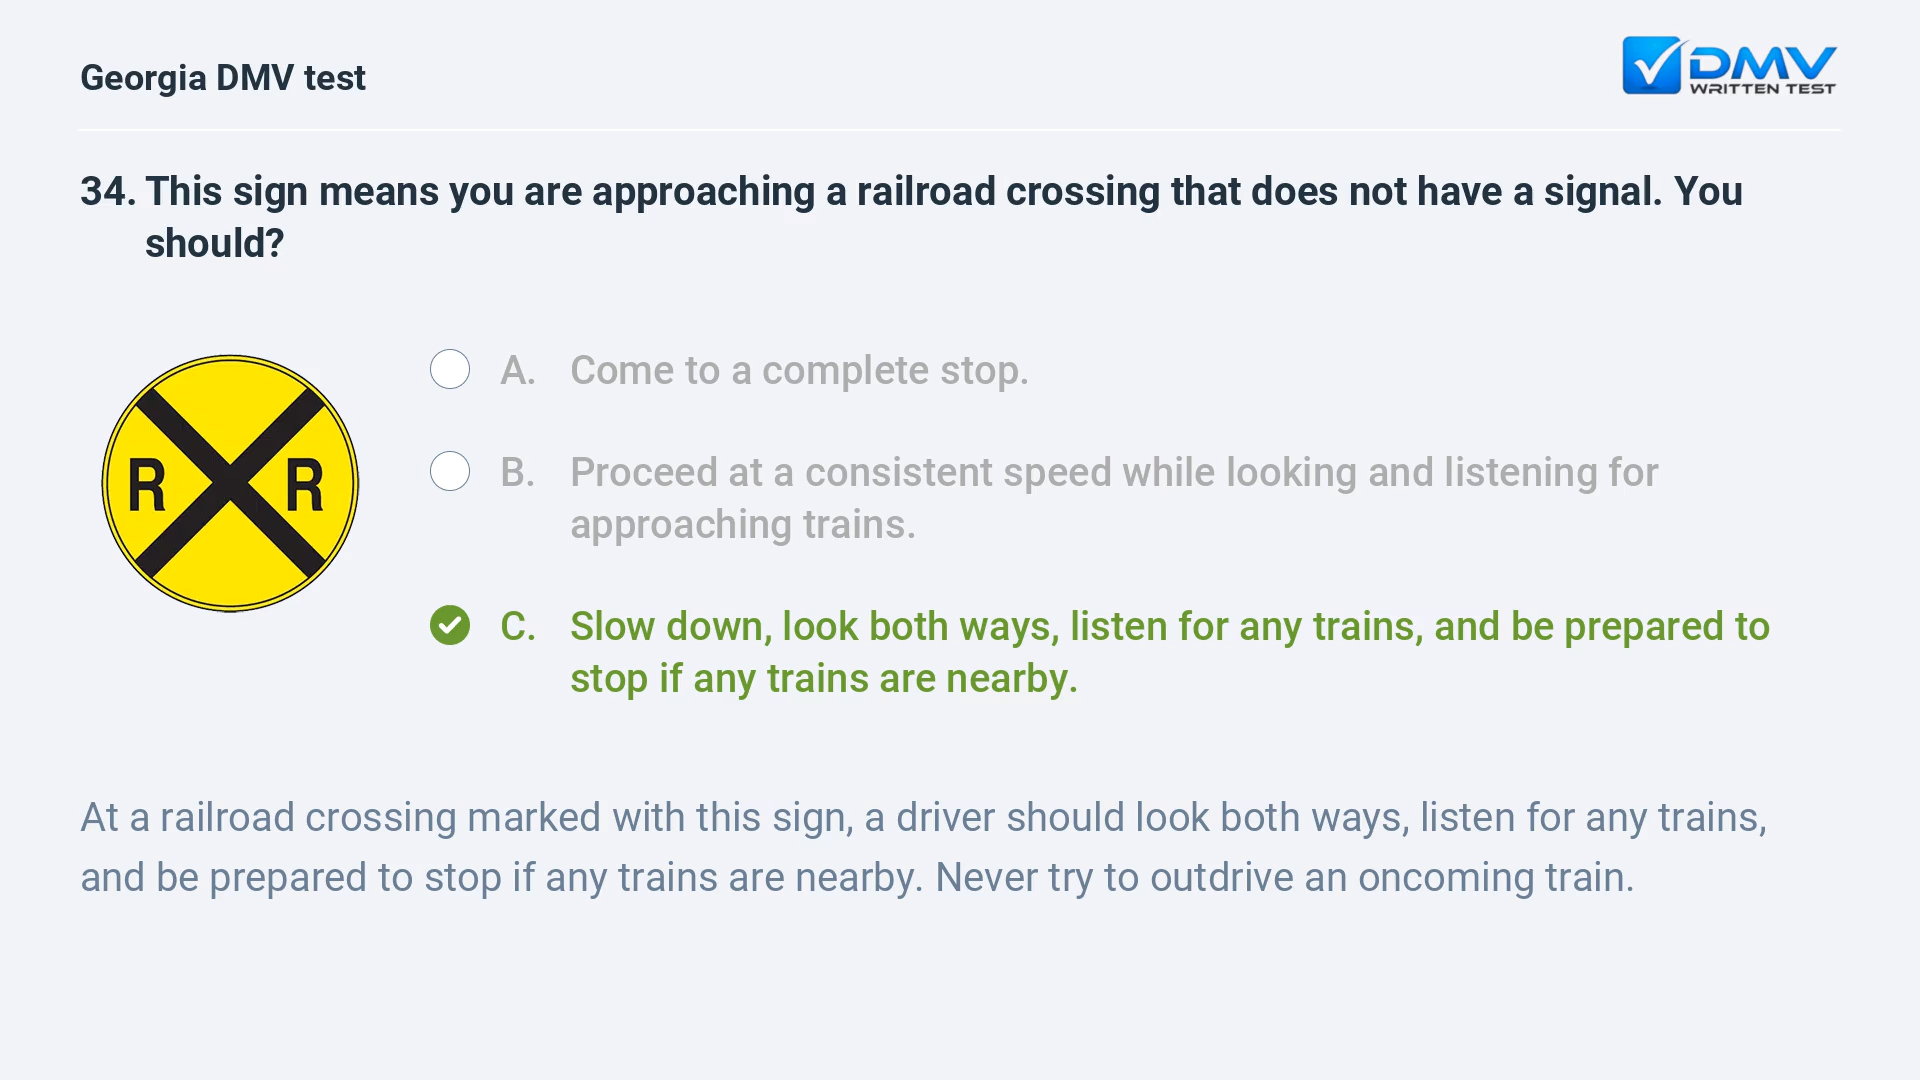 Georgia DMV test
DMV
WRITTEN TEST
34. This sign means you are approaching a railroad crossing that does not have a signal. You
should?
R R
A. Come to a complete stop.
B. Proceed at a consistent speed while looking and listening for
approaching trains.
C. Slow down, look both ways, listen for any trains, and be prepared to
stop if any trains are nearby.
At a railroad crossing marked with this sign, a driver should look both ways, listen for any trains,
and be prepared to stop if any trains are nearby. Never try to outdrive an oncoming train.